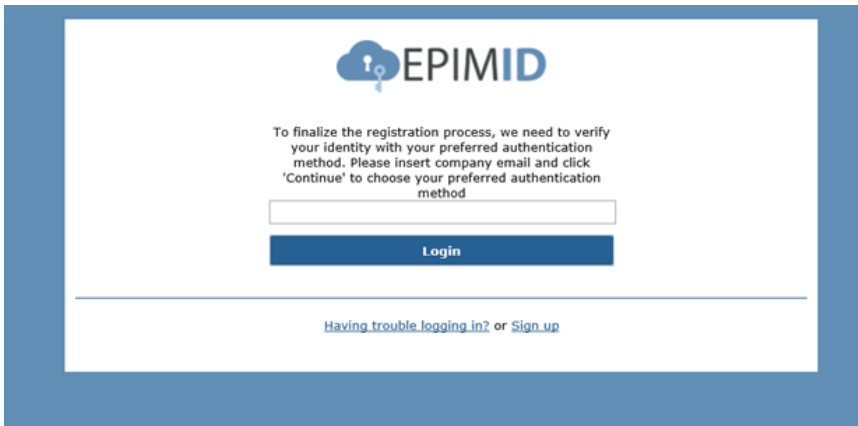 EPIMID
To finalize the registration process, we need to verify
your identity with your preferred authentication
method. Please insert company email and click
'Continue' to choose your preferred authentication
method
Login
Having trouble logging in? or Sign up